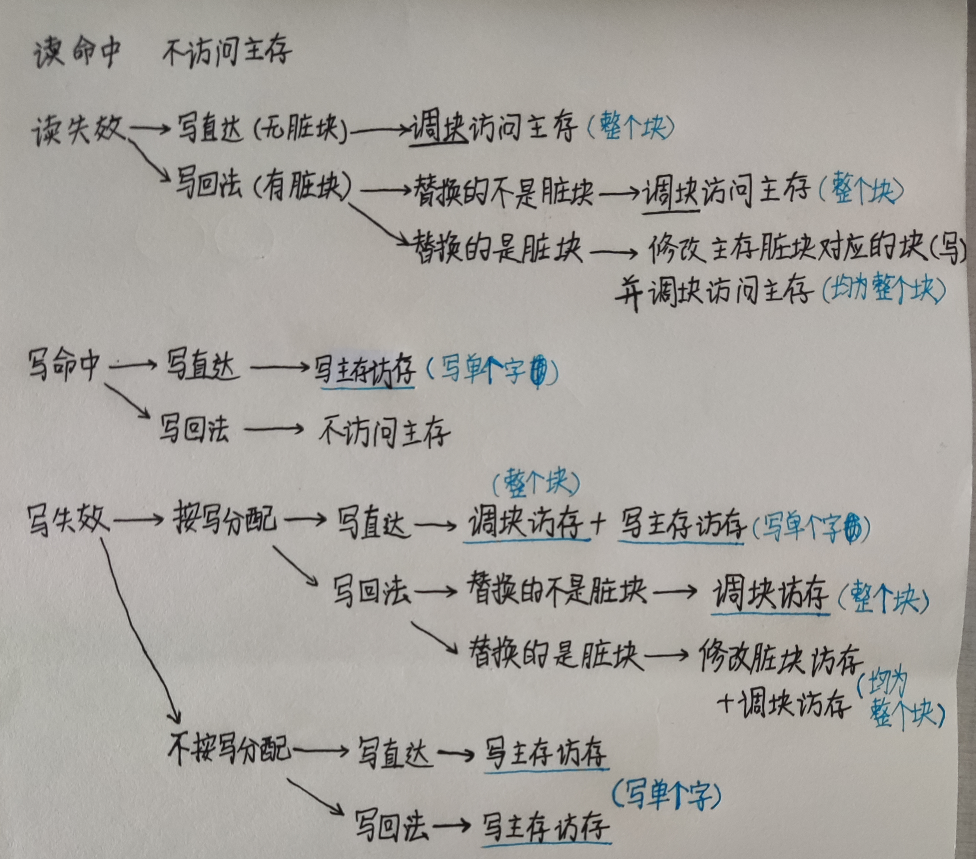 读命中 不访问主存
读失效 → 写直达(无脏块) → 调块访问主存(整个块)
→ 写回法(有脏块) → 替换的不是脏块 → 调块访问主存(整个块)
→ 替换的是脏块 → 修改主存脏块对应的块(写)
并调块访问主存(均为整个块)
写命中 → 写直达 → 写主存访存(写单个字)
→ 写回法 → 不访问主存
(整个块)
写失效 → 按写分配 → 写直达 → 调块访存 + 写主存访存(写单个字)
→ 写回法 → 替换的不是脏块 → 调块访存(整个块)
→ 替换的是脏块 → 修改脏块访存
+调块访存(均为
整个块)
→ 不按写分配 → 写直达 → 写主存访存
(写单个字)
→ 写回法 → 写主存访存